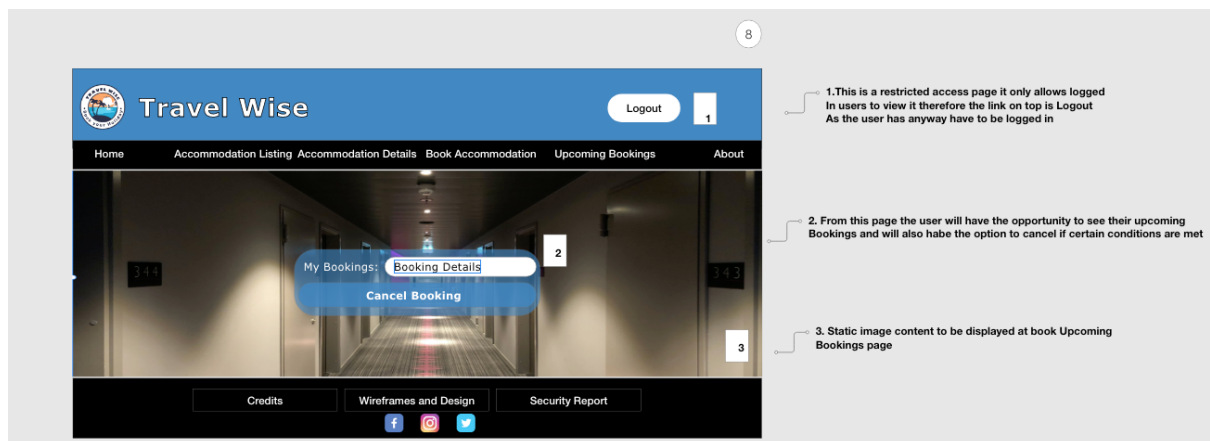 8
TRAVEL WISE
Travel Wise
Logout
1
Home Accommodation Listing Accommodation Details Book Accommodation Upcoming Bookings About
344
343
My Bookings: Booking Details
2
Cancel Booking
3
Credits Wireframes and Design Security Report
1.This is a restricted access page it only allows logged
In users to view it therefore the link on top is Logout
As the user has anyway have to be logged in
2. From this page the user will have the opportunity to see their upcoming
Bookings and will also habe the option to cancel if certain conditions are met
3. Static image content to be displayed at book Upcoming
Bookings page